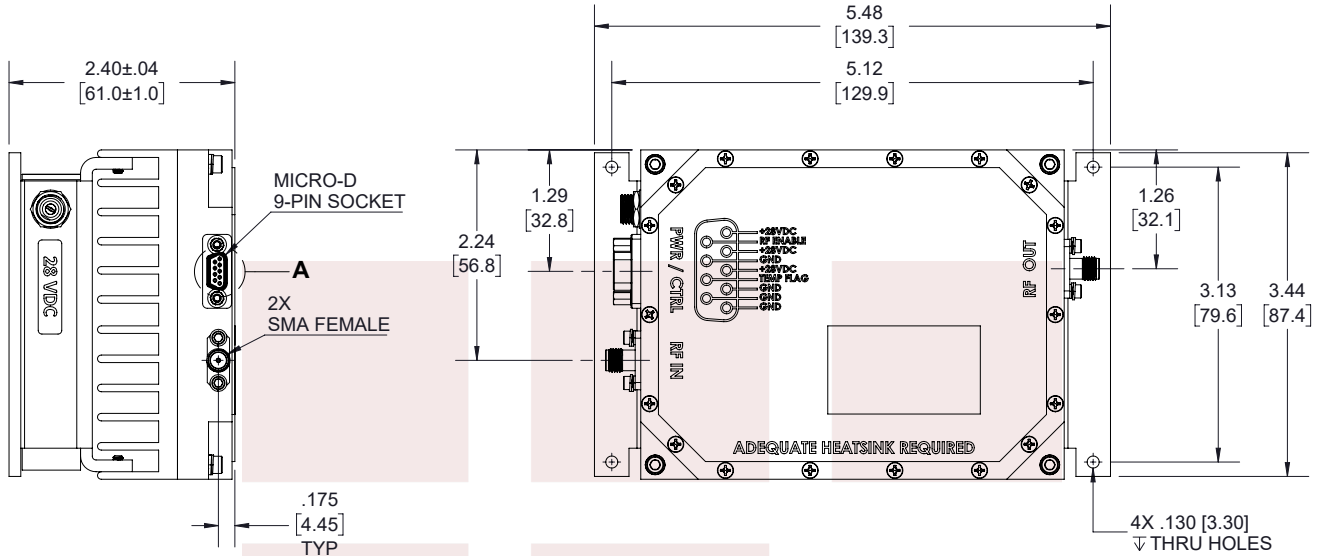 5.48
[139.3]
5.12
[129.9]
2.40±.04
[61.0±1.0]
MICRO-D
9-PIN SOCKET
A
2X
SMA FEMALE
28 VDC
.175
[4.45]
TYP
2.24
[56.8]
1.29
[32.8]
PWR / CTRL
+28VDC
RF ENABLE
+28VDC
GND
+28VDC
TEMP FLAG
GND
GND
GND
RF IN
RF OUT
ADEQUATE HEATSINK REQUIRED
1.26
[32.1]
3.13
[79.6]
3.44
[87.4]
4X .130 [3.30]
↧ THRU HOLES